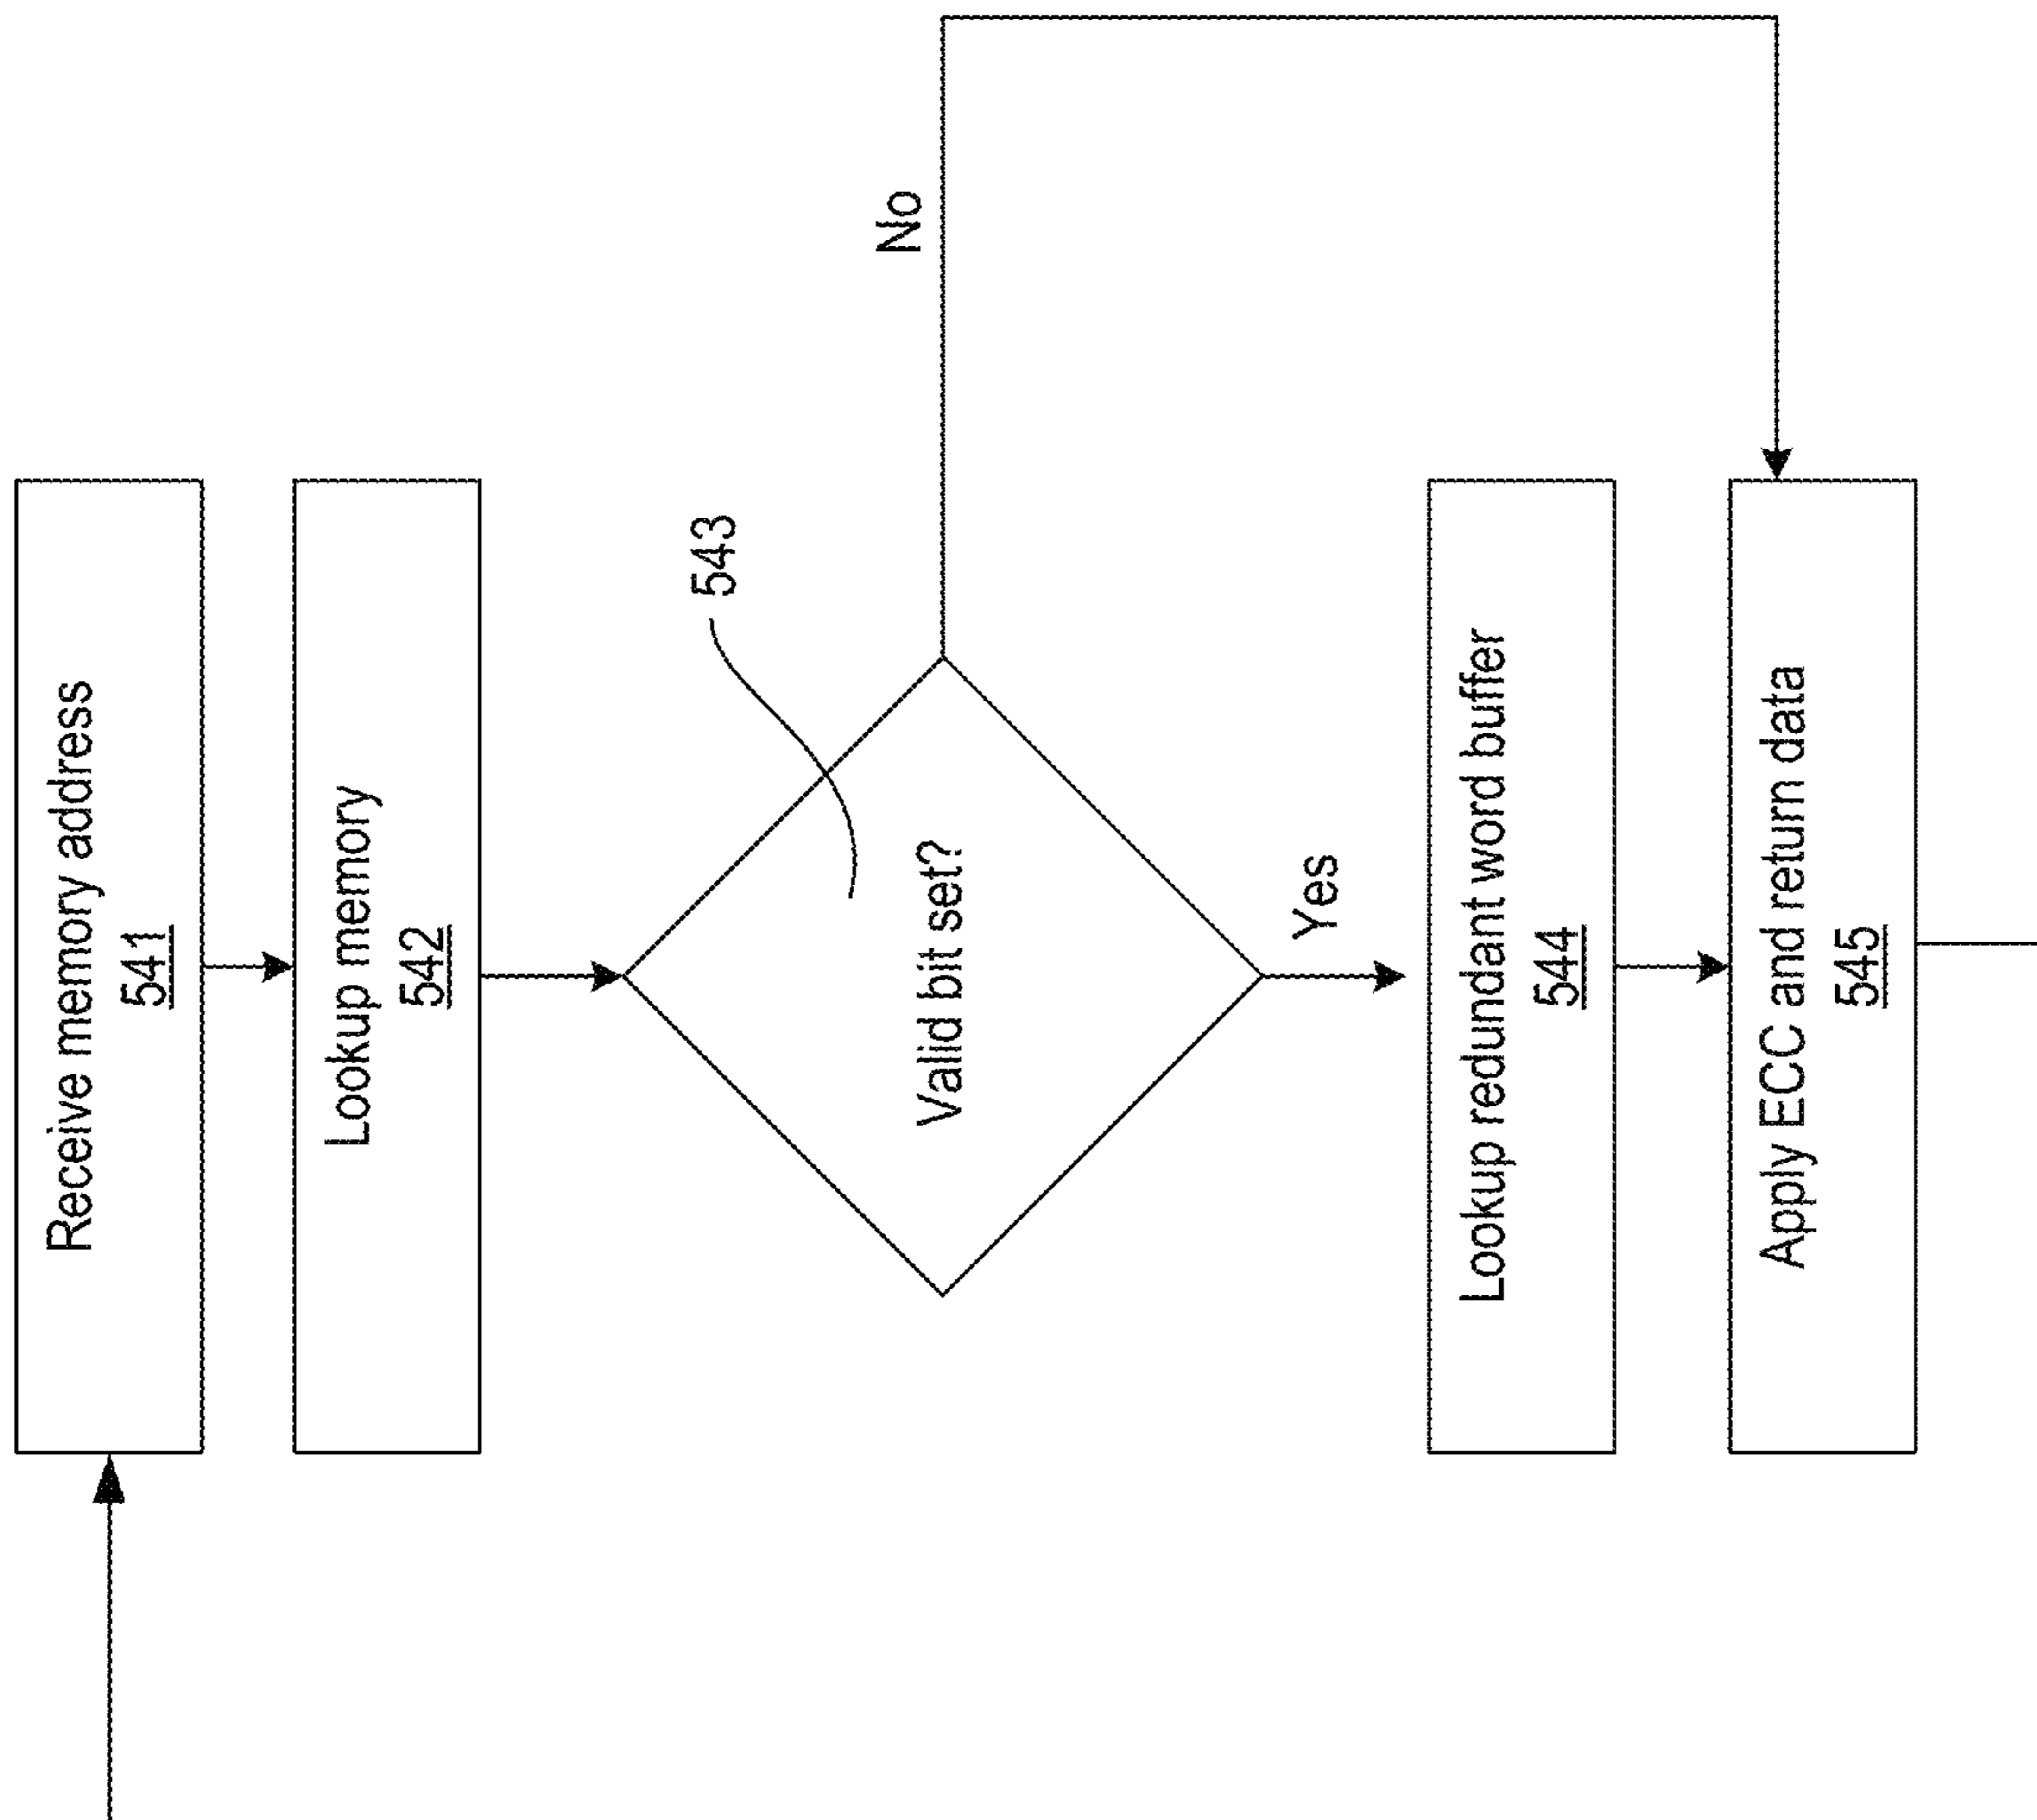 Receive memory address
541
Lookup memory
542
543
Valid bit set?
No
Yes
Lookup redundant word buffer
544
Apply ECC and return data
545